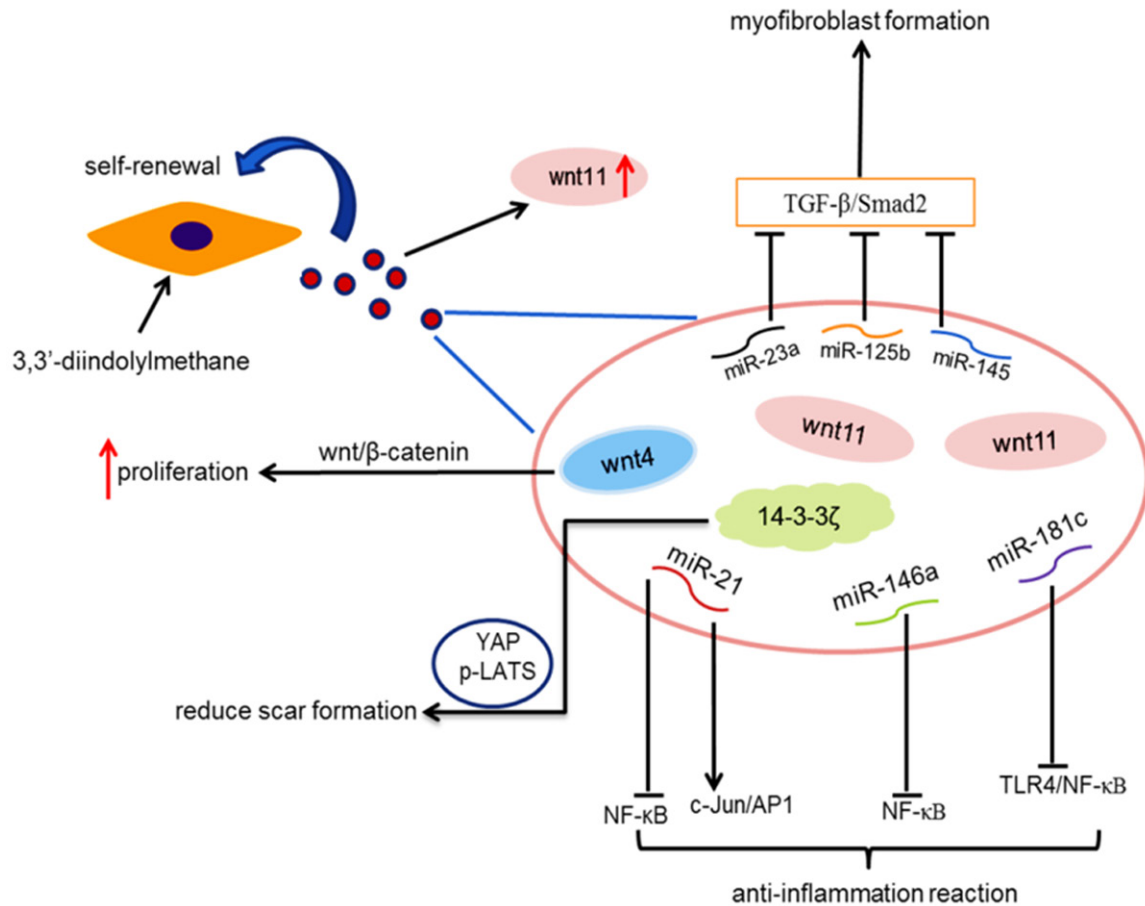 myofibroblast formation
self-renewal
wnt11
TGF-β/Smad2
3,3’-diindolylmethane
miR-23a
miR-125b
miR-145
wnt11
wnt11
wnt/β-catenin
proliferation
wnt4
14-3-3ζ
miR-21
miR-146a
miR-181c
YAP
p-LATS
reduce scar formation
NF-κB
c-Jun/AP1
NF-κB
TLR4/NF-κB
anti-inflammation reaction